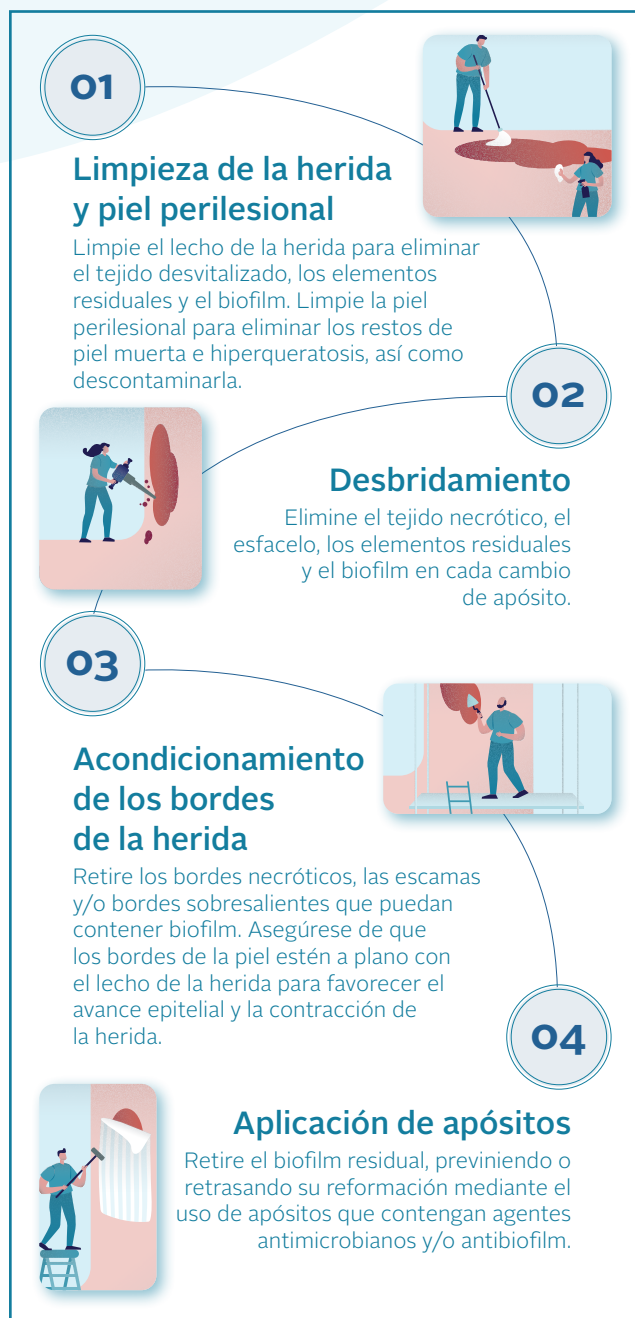 01
Limpieza de la herida
y piel perilesional
Limpie el lecho de la herida para eliminar
el tejido desvitalizado, los elementos
residuales y el biofilm. Limpie la piel
perilesional para eliminar los restos de
piel muerta e hiperqueratosis, así como
descontaminarla.
02
Desbridamiento
Elimine el tejido necrótico, el
esfacelo, los elementos residuales
y el biofilm en cada cambio
de apósito.
03
Acondicionamiento
de los bordes
de la herida
Retire los bordes necróticos, las escamas
y/o bordes sobresalientes que puedan
contener biofilm. Asegúrese de que
los bordes de la piel estén a plano con
el lecho de la herida para favorecer el
avance epitelial y la contracción de
la herida.
04
Aplicación de apósitos
Retire el biofilm residual, previniendo o
retrasando su reformación mediante el
uso de apósitos que contengan agentes
antimicrobianos y/o antibiofilm.